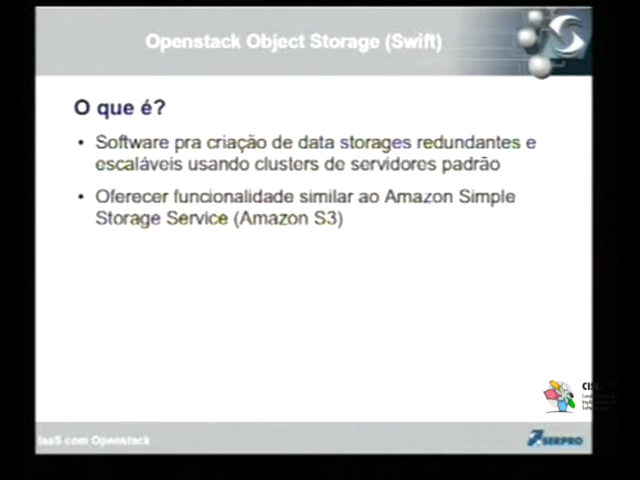 Openstack Object Storage (Swift)
O que é?
• Software pra criação de data storages redundantes e
escaláveis usando clusters de servidores padrão
• Oferecer funcionalidade similar ao Amazon Simple
Storage Service (Amazon S3)
IaaS com Openstack
SERPRO